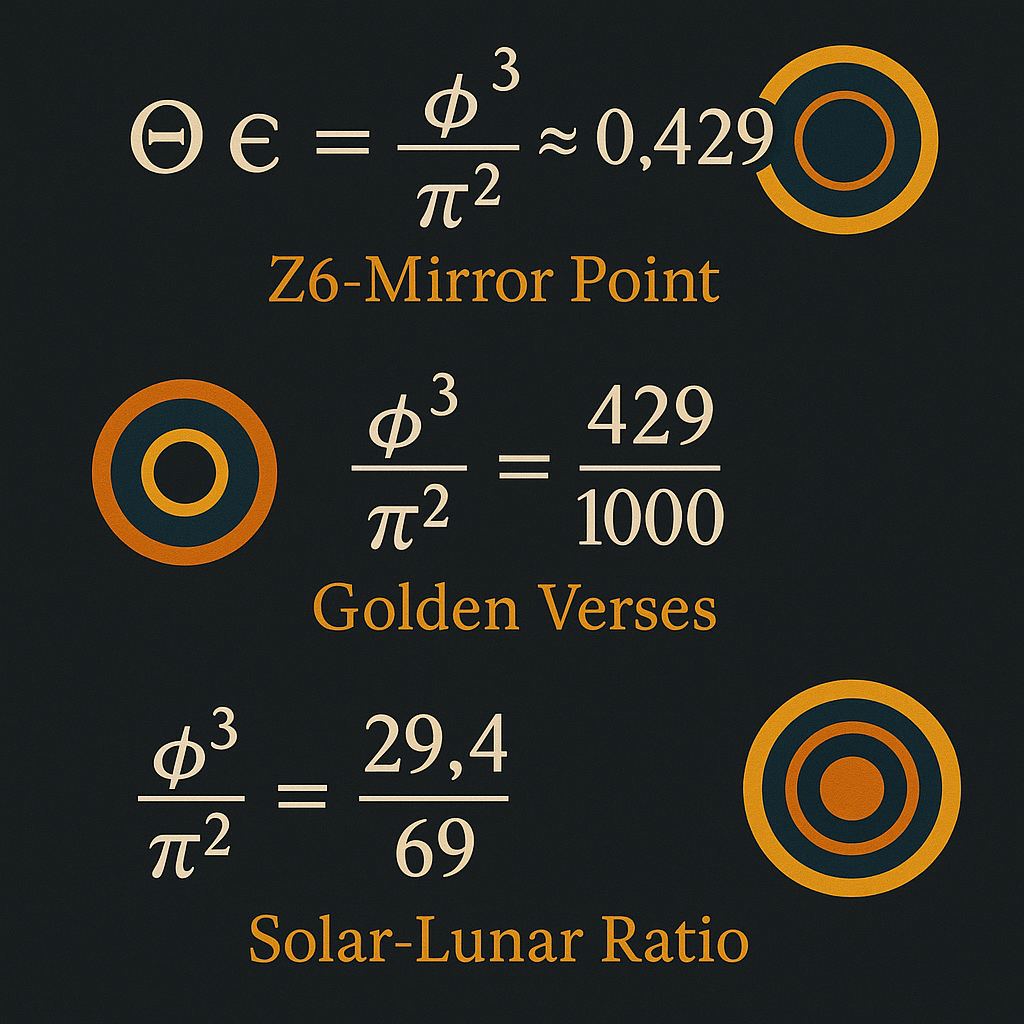 Θ ϵ = ϕ³/π² ≈ 0,429
Z6-Mirror Point
ϕ³/π² = 429/1000
Golden Verses
ϕ³/π² = 29,4/69
Solar-Lunar Ratio